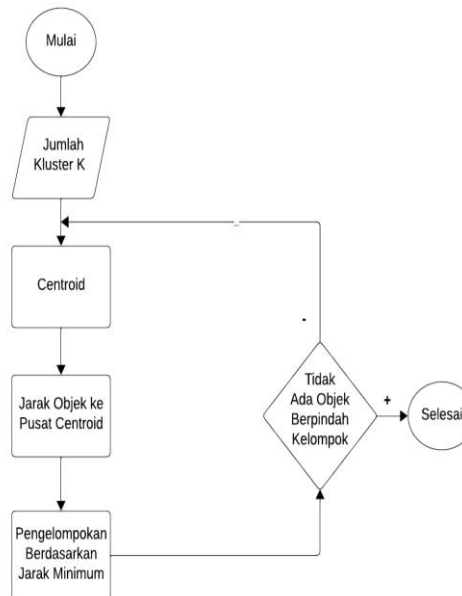 Mulai
Jumlah
Kluster K
Centroid
Jarak Objek ke
Pusat Centroid
Pengelompokan
Berdasarkan
Jarak Minimum
-
Tidak
Ada Objek
Berpindah
Kelompok
+
Selesai